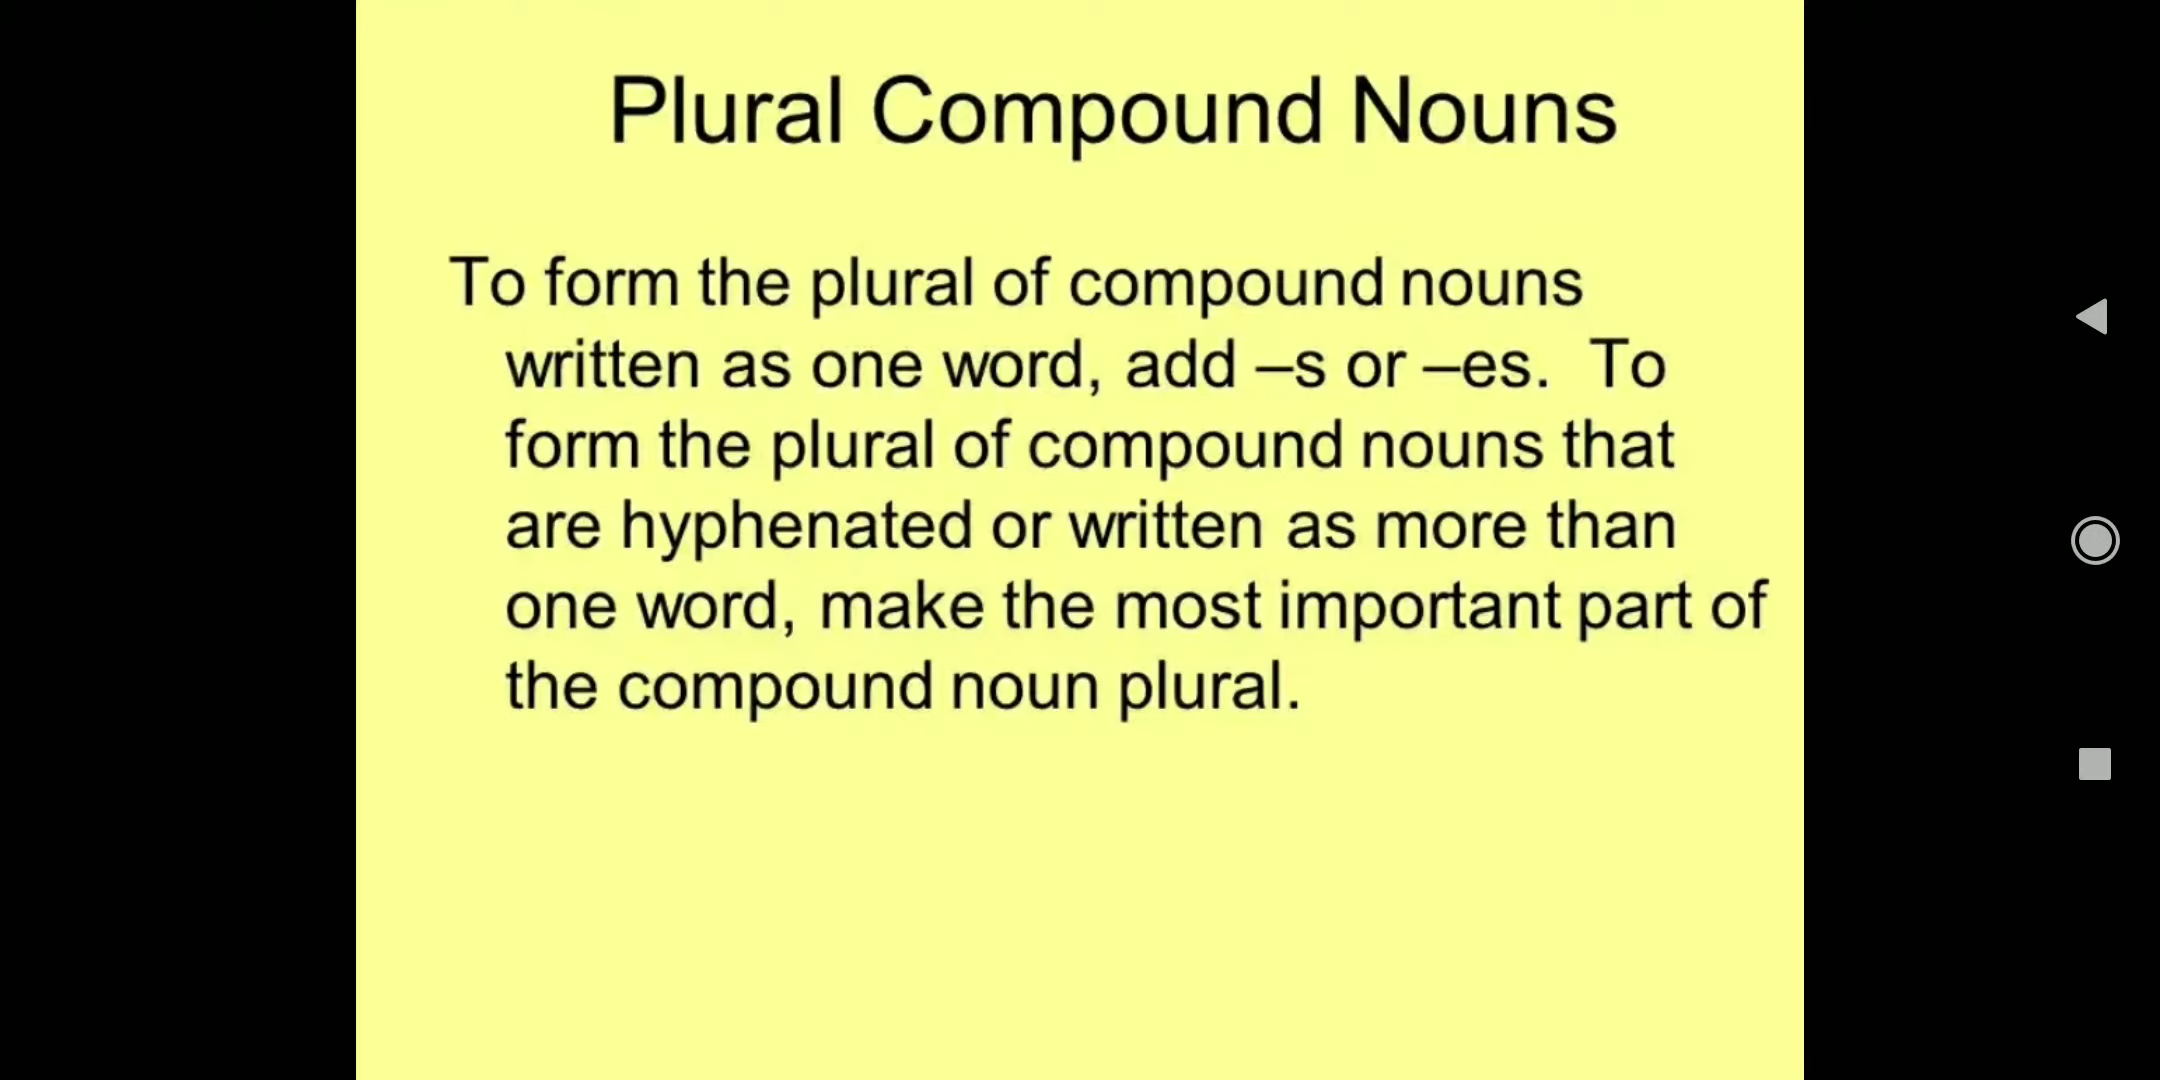 Plural Compound Nouns
To form the plural of compound nouns
written as one word, add –s or –es.  To
form the plural of compound nouns that
are hyphenated or written as more than
one word, make the most important part of
the compound noun plural.